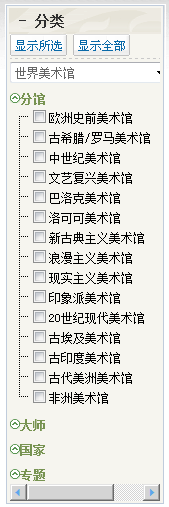 - 分类
显示所选 显示全部
世界美术馆
分馆
欧洲史前美术馆
古希腊/罗马美术馆
中世纪美术馆
文艺复兴美术馆
巴洛克美术馆
洛可可美术馆
新古典主义美术馆
浪漫主义美术馆
现实主义美术馆
印象派美术馆
20世纪现代美术馆
古埃及美术馆
古印度美术馆
古代美洲美术馆
非洲美术馆
大师
国家
专题